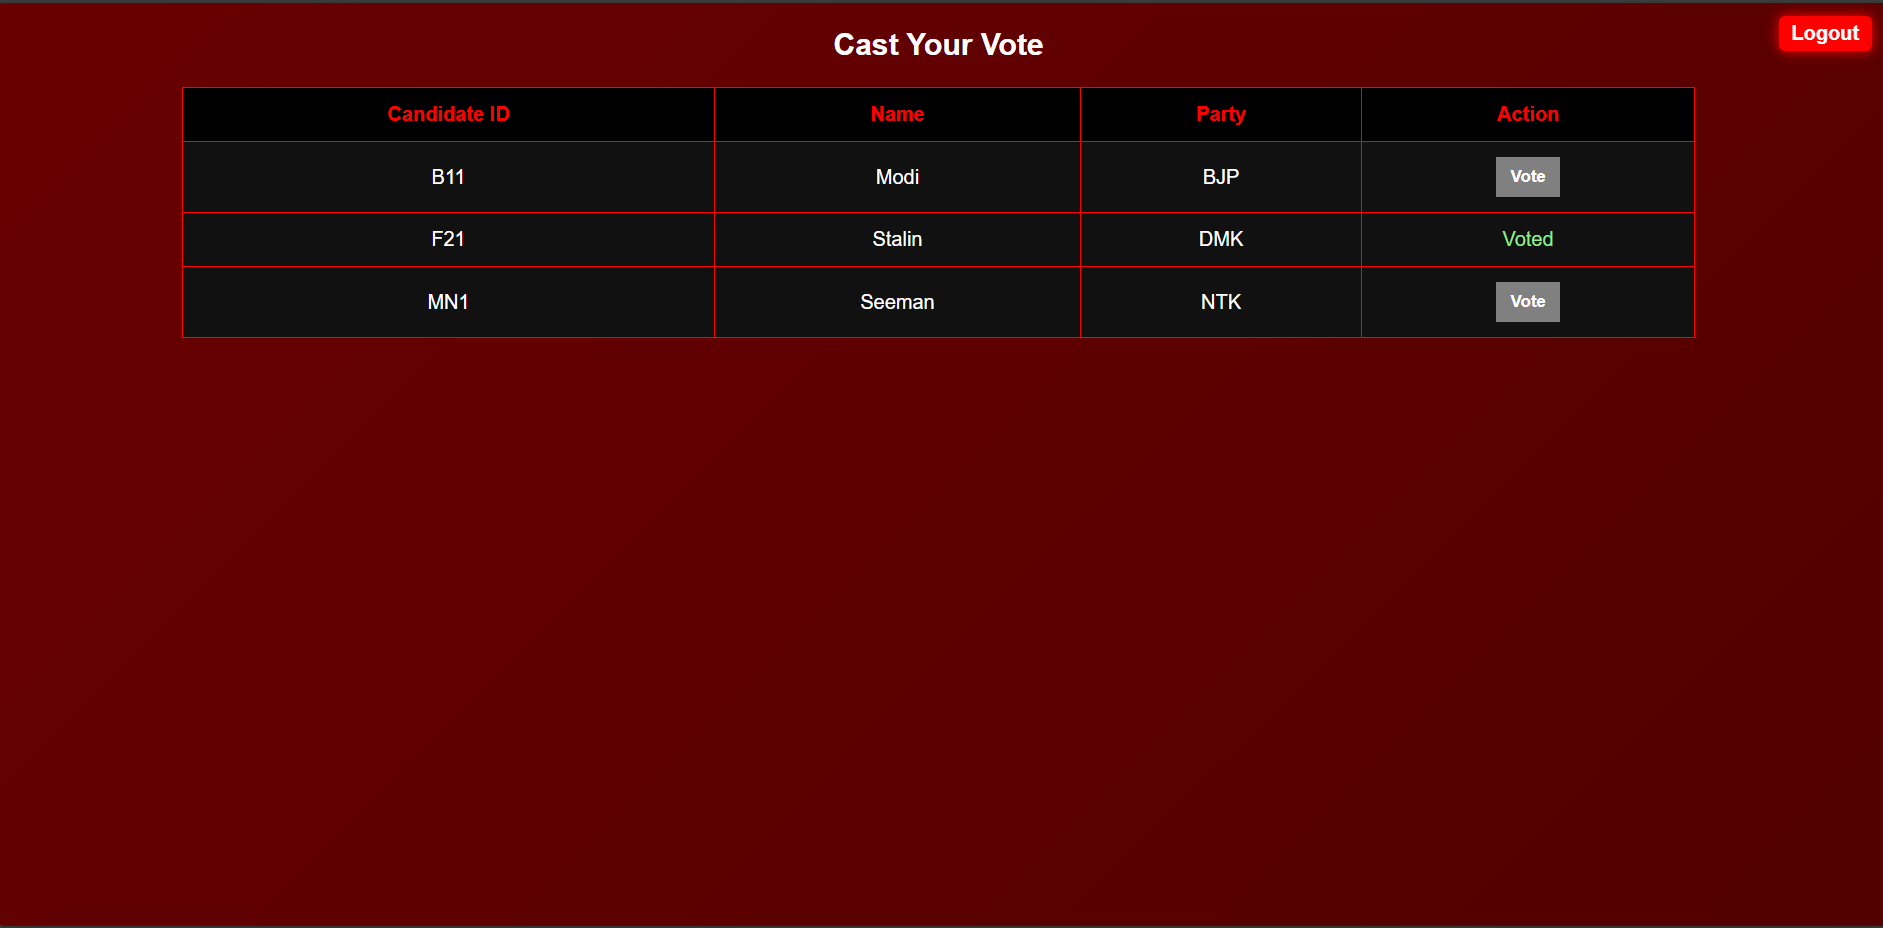 Logout
Cast Your Vote
Candidate ID Name Party Action
B11 Modi BJP Vote
F21 Stalin DMK Voted
MN1 Seeman NTK Vote